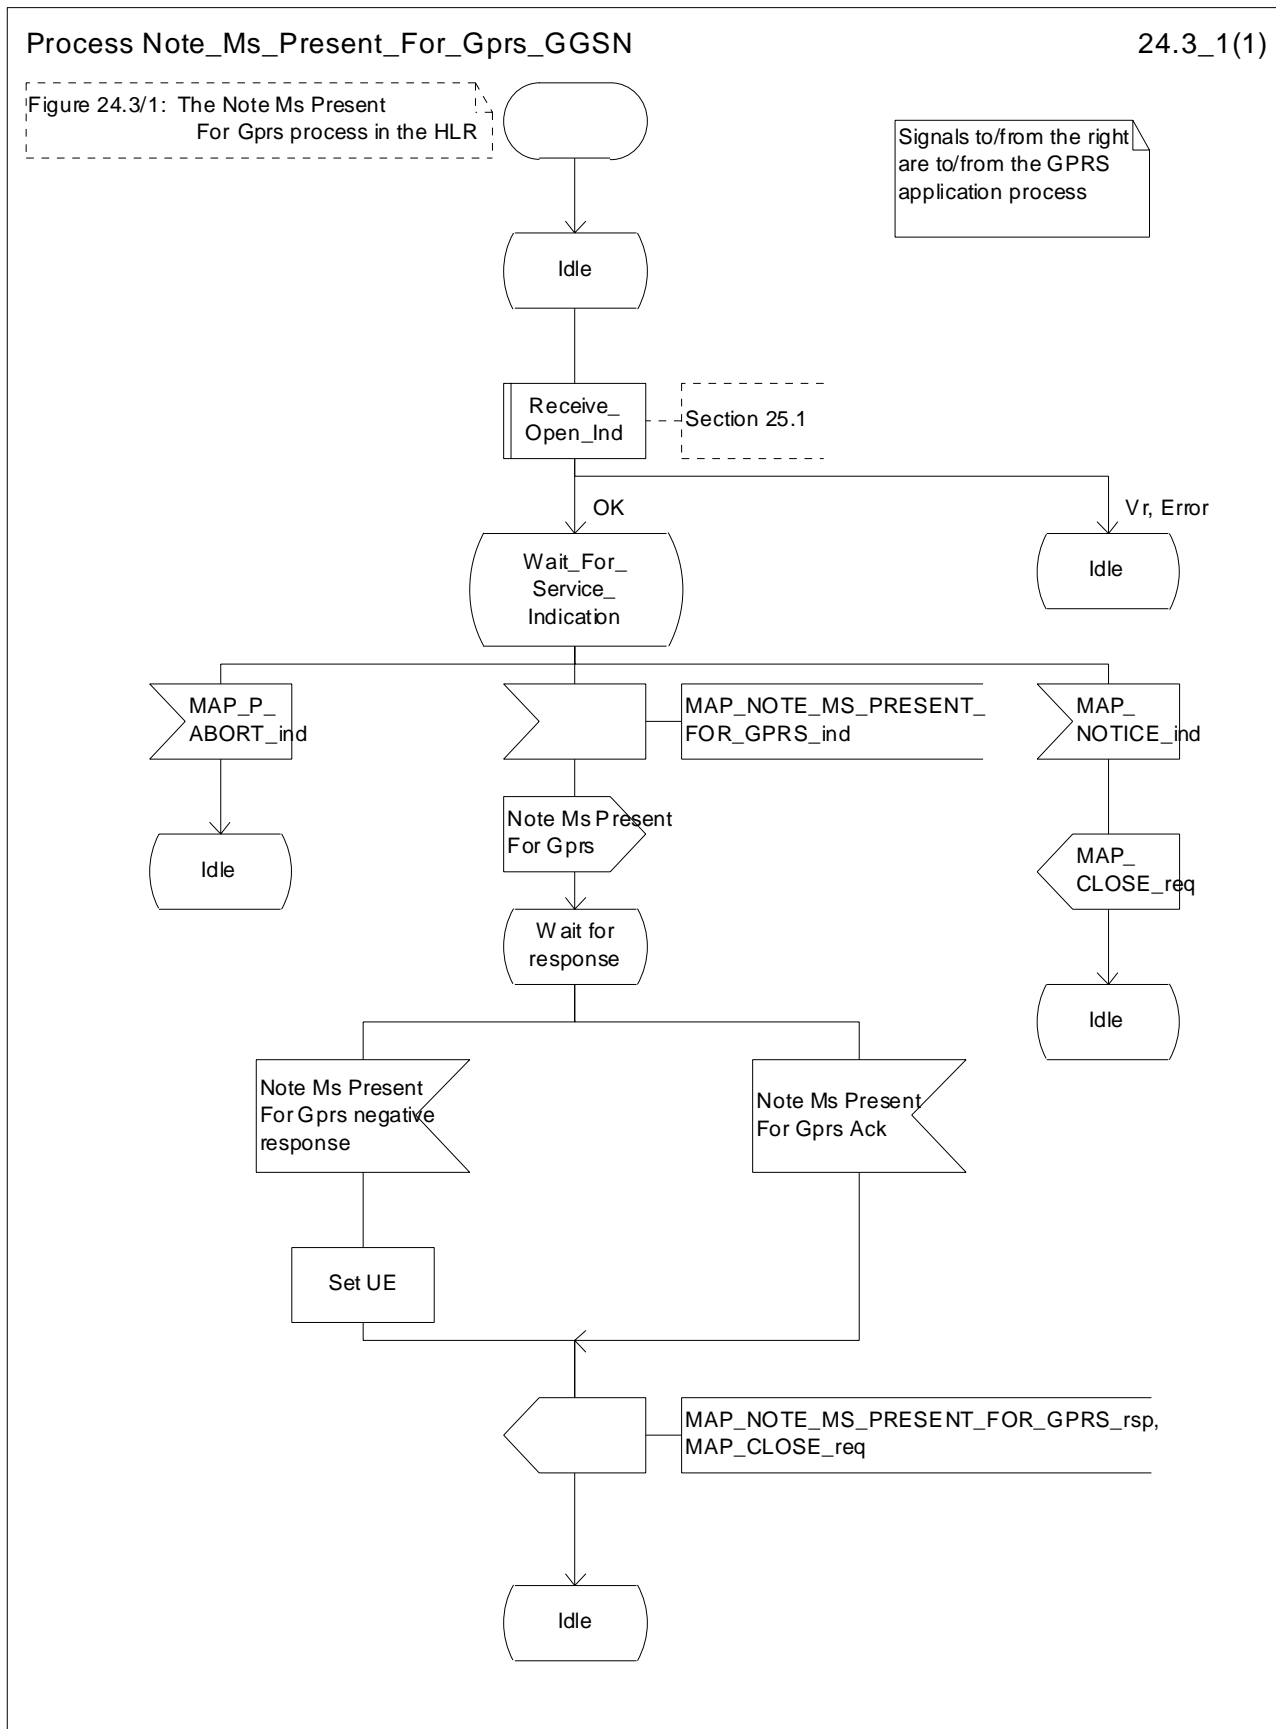 Process Note_Ms_Present_For_Gprs_GGSN
24.3_1(1)
Figure 24.3/1: The Note Ms Present
For Gprs process in the HLR
Signals to/from the right
are to/from the GPRS
application process
Idle
Receive_
Open_Ind
Section 25.1
OK
Vr, Error
Wait_For_
Service_
Indication
Idle
MAP_P_
ABORT_ind
MAP_NOTE_MS_PRESENT_
FOR_GPRS_ind
MAP_
NOTICE_ind
Note Ms Present
For Gprs
Idle
MAP_
CLOSE_req
Wait for
response
Idle
Note Ms Present
For Gprs negative
response
Note Ms Present
For Gprs Ack
Set UE
MAP_NOTE_MS_PRESENT_FOR_GPRS_rsp,
MAP_CLOSE_req
Idle